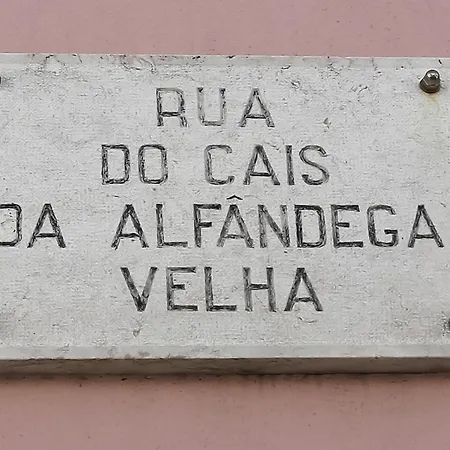 RUA
DO CAIS
DA ALFÂNDEGA
VELHA